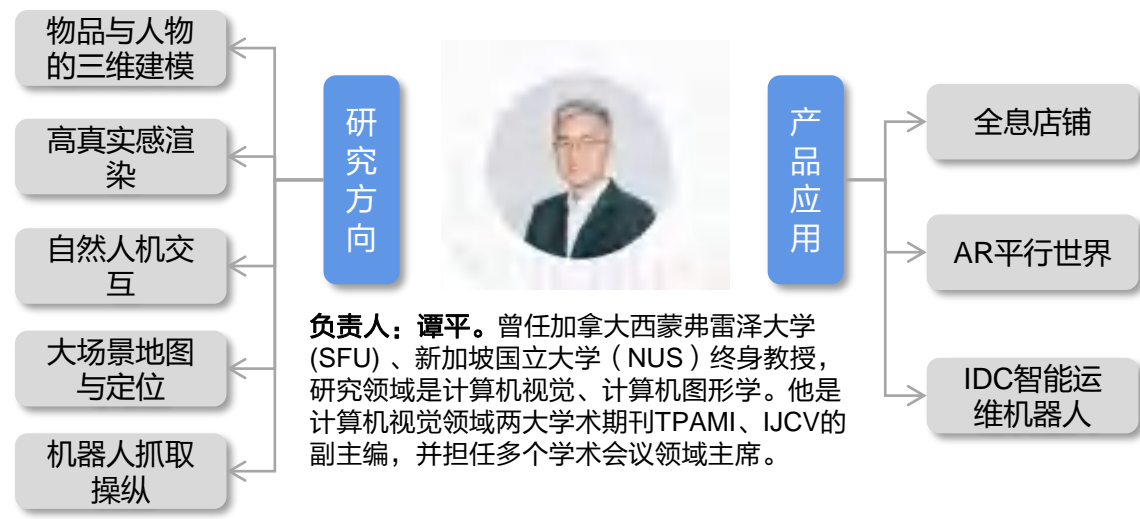 物品与人物
的三维建模
高真实感渲
染
自然人机交
互
大场景地图
与定位
机器人抓取
操纵
研
究
方
向
负责人：谭平。曾任加拿大西蒙弗雷泽大学
(SFU) 、新加坡国立大学（NUS）终身教授，
研究领域是计算机视觉、计算机图形学。他是
计算机视觉领域两大学术期刊TPAMI、IJCV的
副主编，并担任多个学术会议领域主席。
产
品
应
用
全息店铺
AR平行世界
IDC智能运
维机器人